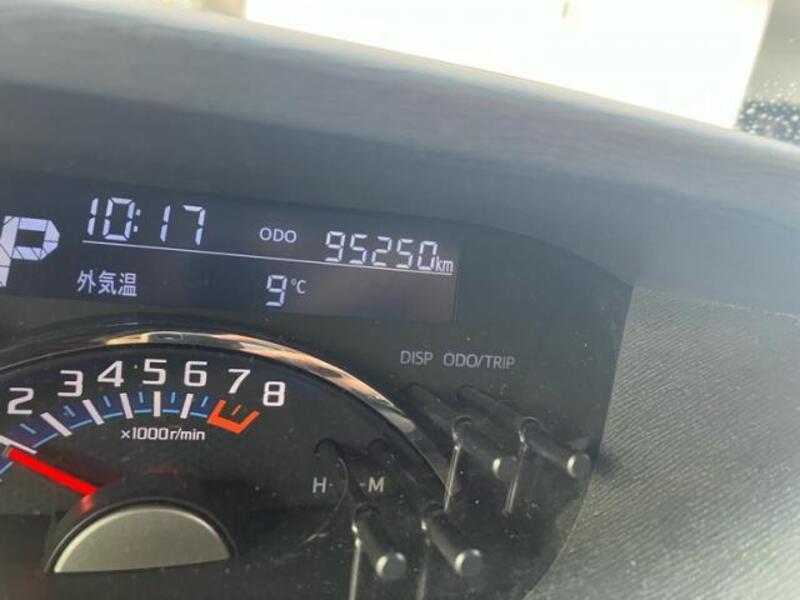 P 10:17 ODO 95250km
外気温 9°C
DISP ODO/TRIP
2 3 4 5 6 7 8
×1000r/min
H M